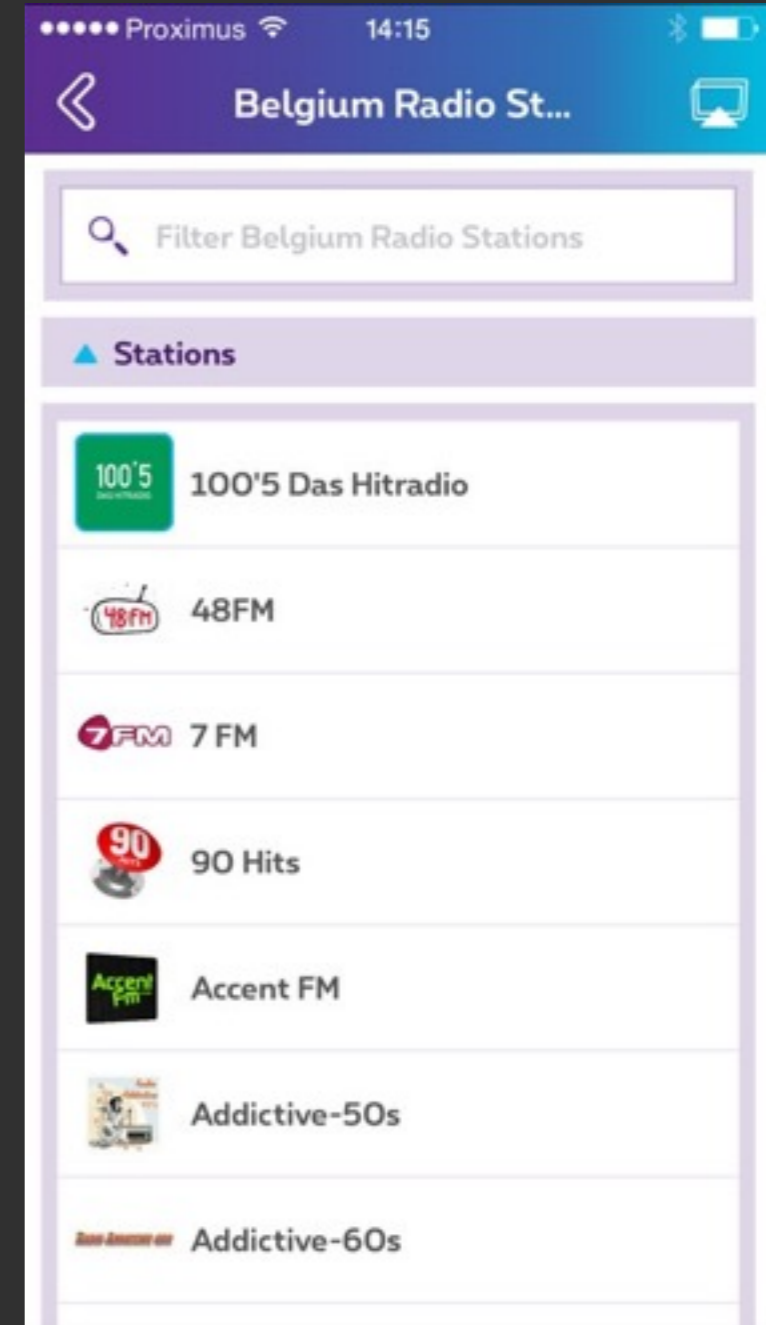 Proximus 14:15
Belgium Radio St...
Filter Belgium Radio Stations
Stations
100'5
100'5 Das Hitradio
48FM
48FM
7FM
7 FM
90
HITS
90 Hits
Accent
Fm
Accent FM
Addictive-50s
Addictive-60s